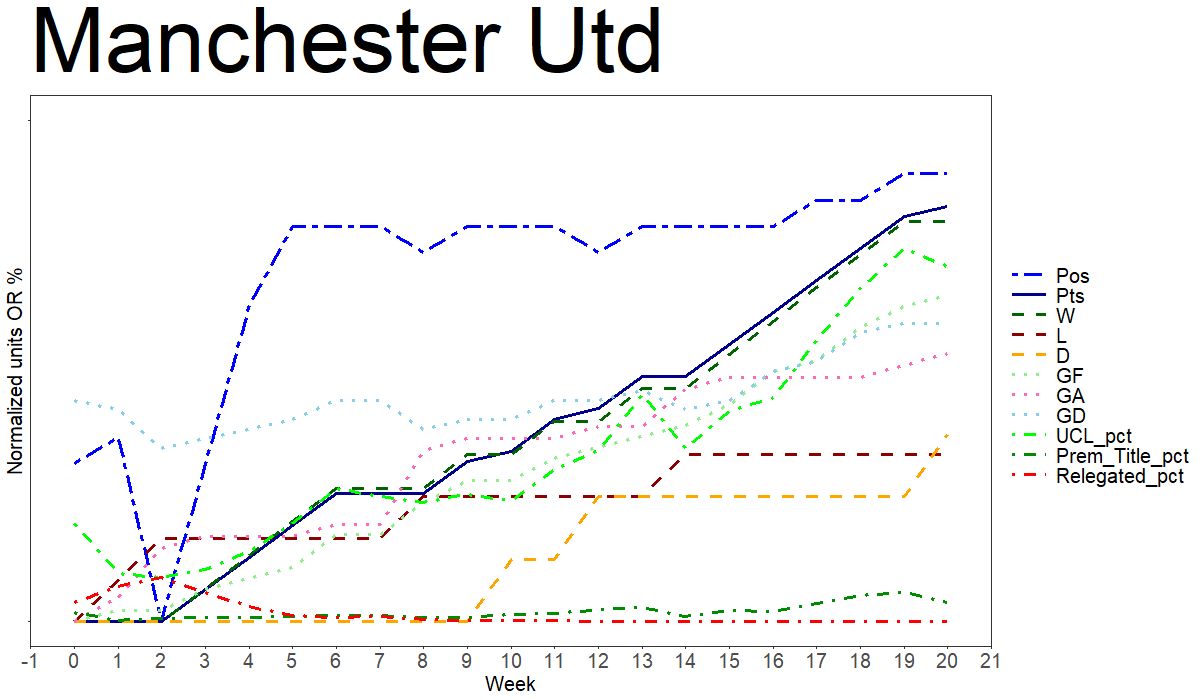 Manchester Utd
Normalized units OR %
Pos
Pts
W
L
D
GF
GA
GD
UCL_pct
Prem_Title_pct
Relegated_pct
-1 0 1 2 3 4 5 6 7 8 9 10 11 12 13 14 15 16 17 18 19 20 21
Week